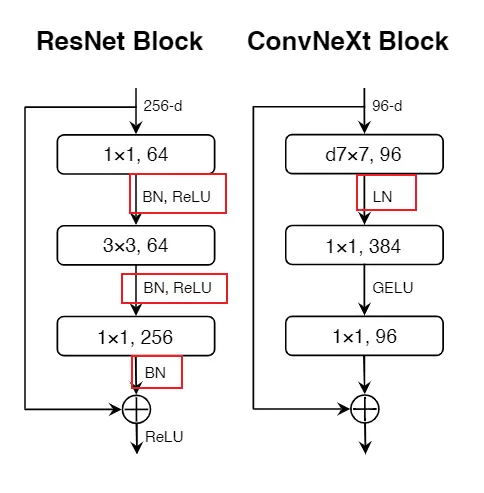 ResNet Block
256-d
1×1, 64
BN, ReLU
3×3, 64
BN, ReLU
1×1, 256
BN
ReLU
ConvNeXt Block
96-d
d7×7, 96
LN
1×1, 384
GELU
1×1, 96